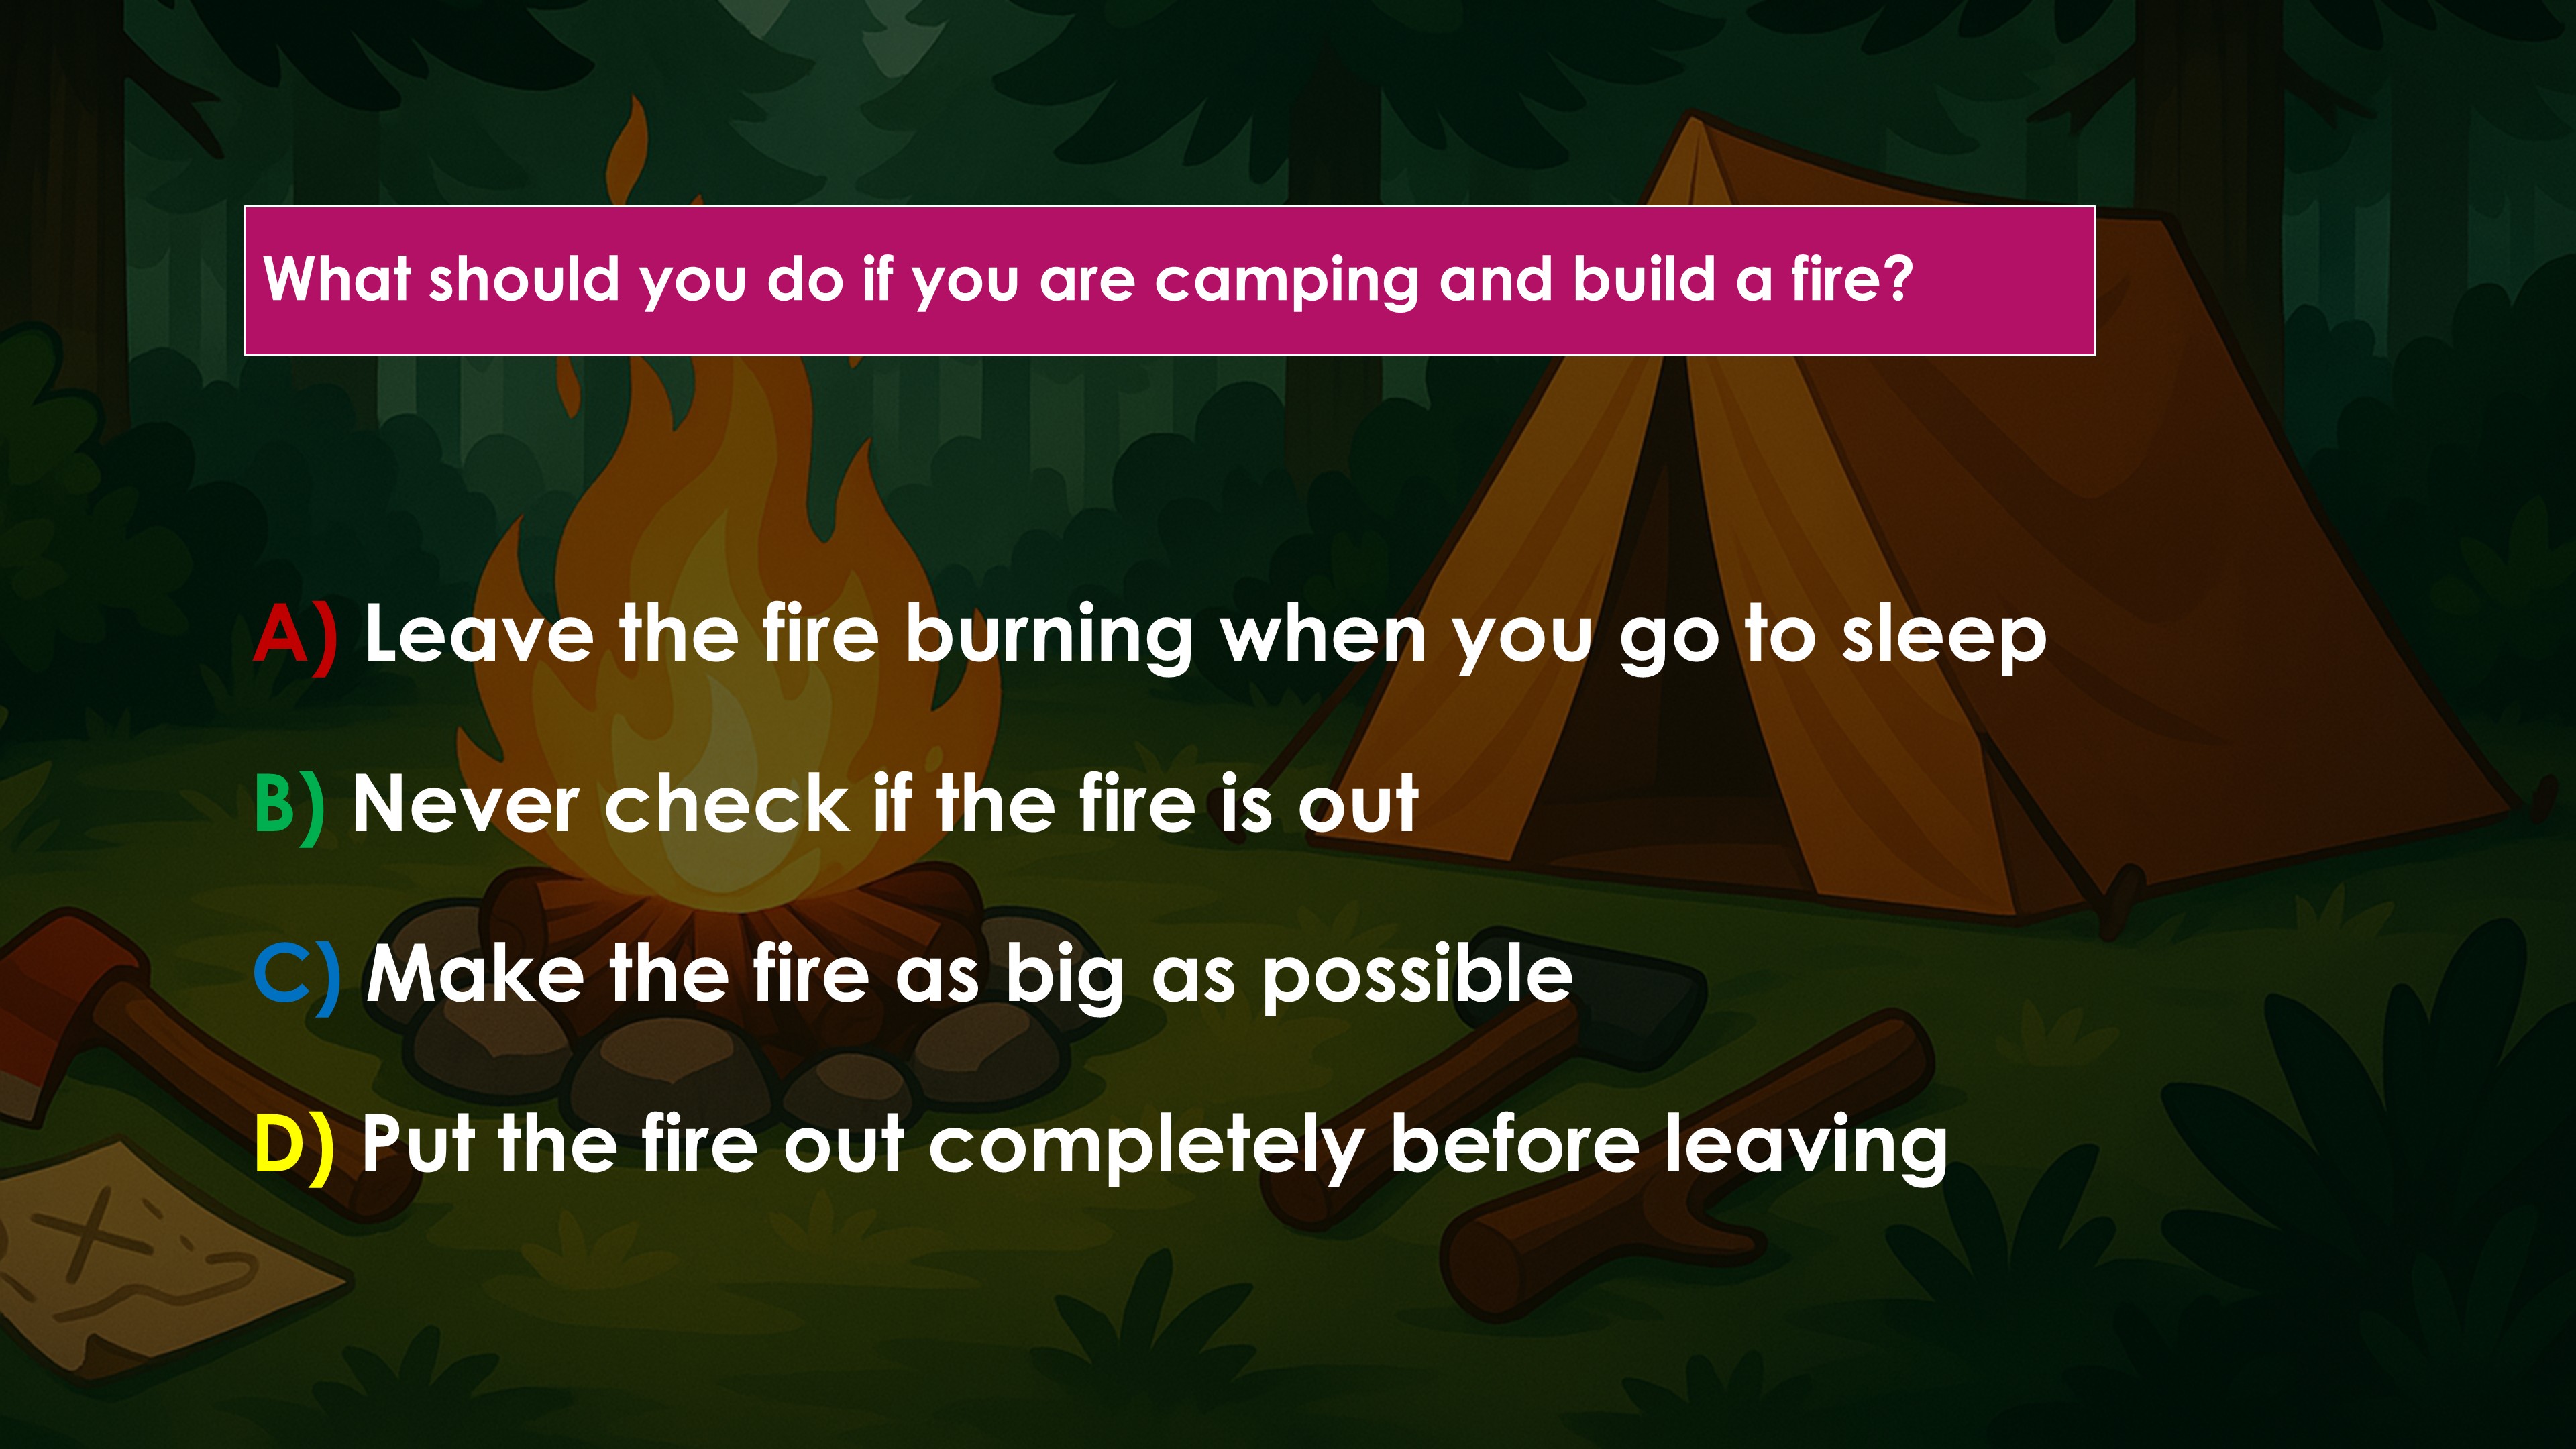 What should you do if you are camping and build a fire?
A) Leave the fire burning when you go to sleep
B) Never check if the fire is out
C) Make the fire as big as possible
D) Put the fire out completely before leaving